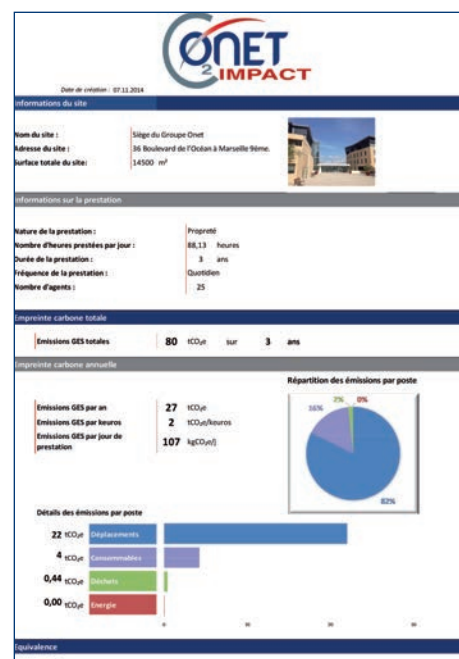 ONET
CO2 IMPACT
Date de création : 07.11.2014
Informations du site
Nom du site : Siège du Groupe Onet
Adresse du site : 36 Boulevard de l'Océan à Marseille 9ème.
Surface totale du site: 14500 m²
Informations sur la prestation
Nature de la prestation : Propreté
Nombre d'heures prestées par jour : 88,13 heures
Durée de la prestation : 3 ans
Fréquence de la prestation : Quotidien
Nombre d'agents : 25
Empreinte carbone totale
Emissions GES totales 80 tCO₂e sur 3 ans
Empreinte carbone annuelle
Répartition des émissions par poste
Emissions GES par an 27 tCO₂e
Emissions GES par keuros 2 tCO₂e/keuros
Emissions GES par jour de prestation 107 kgCO₂e/j
2% 0%
16%
82%
Détails des émissions par poste
22 tCO₂e Déplacements
4 tCO₂e Consommables
0,44 tCO₂e Déchets
0,00 tCO₂e Energie
0 10 20 30
Equivalence